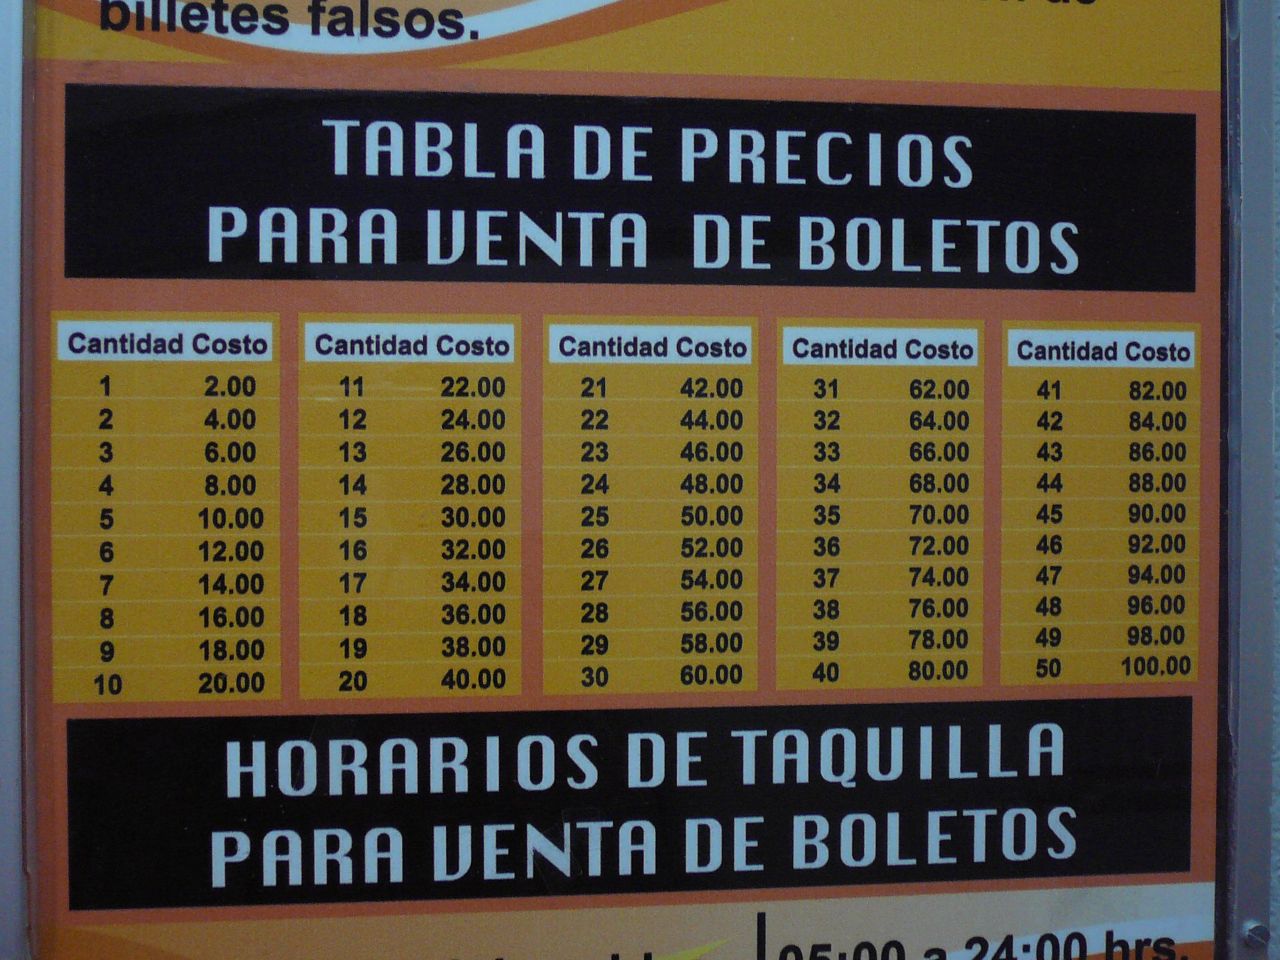 billetes falsos.
TABLA DE PRECIOS
PARA VENTA DE BOLETOS
Cantidad Costo Cantidad Costo Cantidad Costo Cantidad Costo Cantidad Costo
1 2.00 11 22.00 21 42.00 31 62.00 41 82.00
2 4.00 12 24.00 22 44.00 32 64.00 42 84.00
3 6.00 13 26.00 23 46.00 33 66.00 43 86.00
4 8.00 14 28.00 24 48.00 34 68.00 44 88.00
5 10.00 15 30.00 25 50.00 35 70.00 45 90.00
6 12.00 16 32.00 26 52.00 36 72.00 46 92.00
7 14.00 17 34.00 27 54.00 37 74.00 47 94.00
8 16.00 18 36.00 28 56.00 38 76.00 48 96.00
9 18.00 19 38.00 29 58.00 39 78.00 49 98.00
10 20.00 20 40.00 30 60.00 40 80.00 50 100.00
HORARIOS DE TAQUILLA
PARA VENTA DE BOLETOS
05:00 a 24:00 hrs.